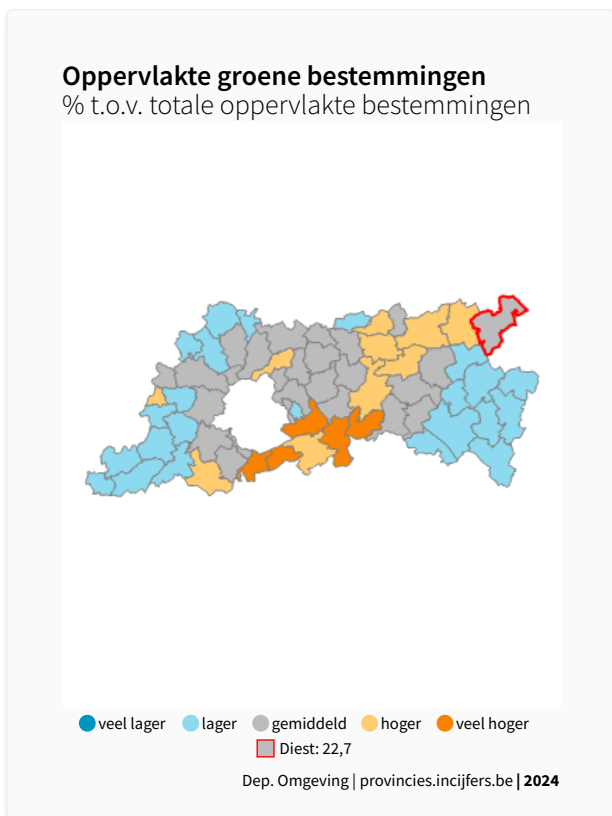 Oppervlakte groene bestemmingen
% t.o.v. totale oppervlakte bestemmingen
veel lager lager gemiddeld hoger veel hoger
Diest: 22,7
Dep. Omgeving | provincies.incijfers.be | 2024